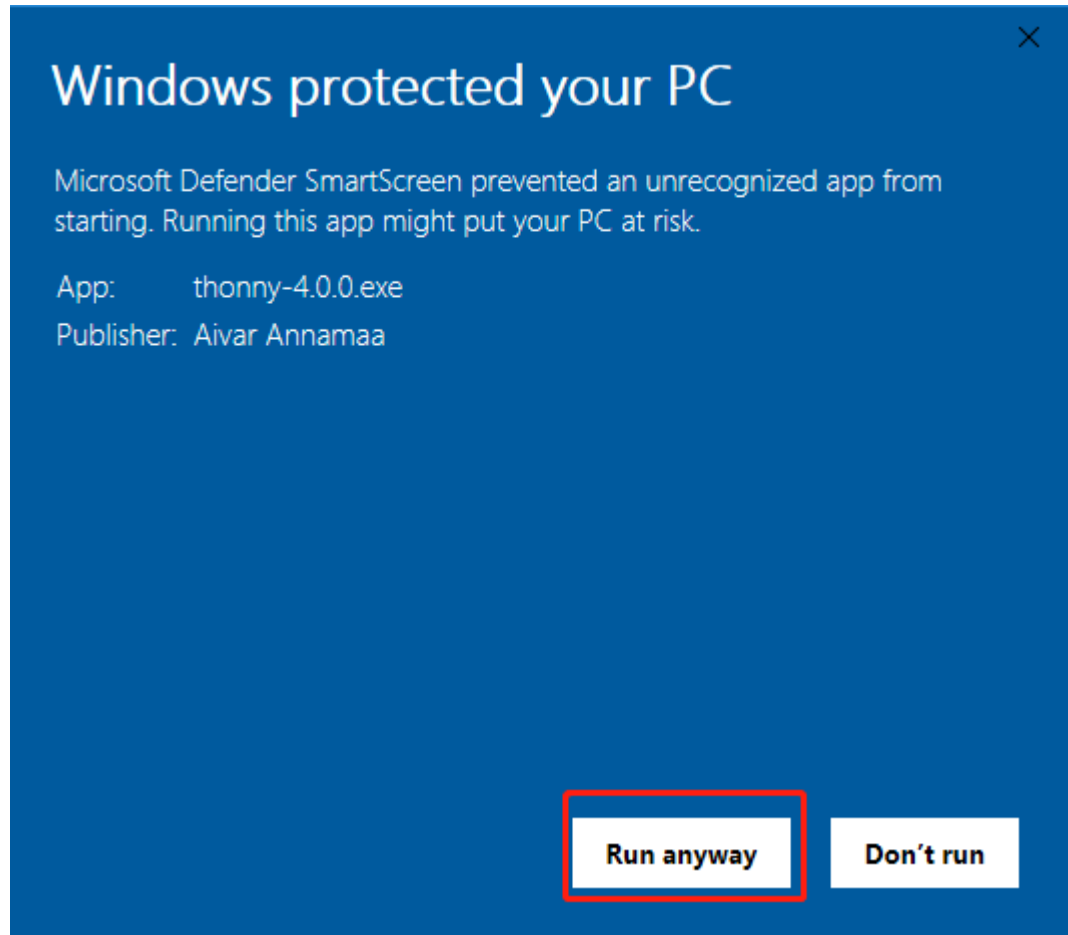 Windows protected your PC
Microsoft Defender SmartScreen prevented an unrecognized app from
starting. Running this app might put your PC at risk.
App: thonny-4.0.0.exe
Publisher: Aivar Annamaa
Run anyway Don't run